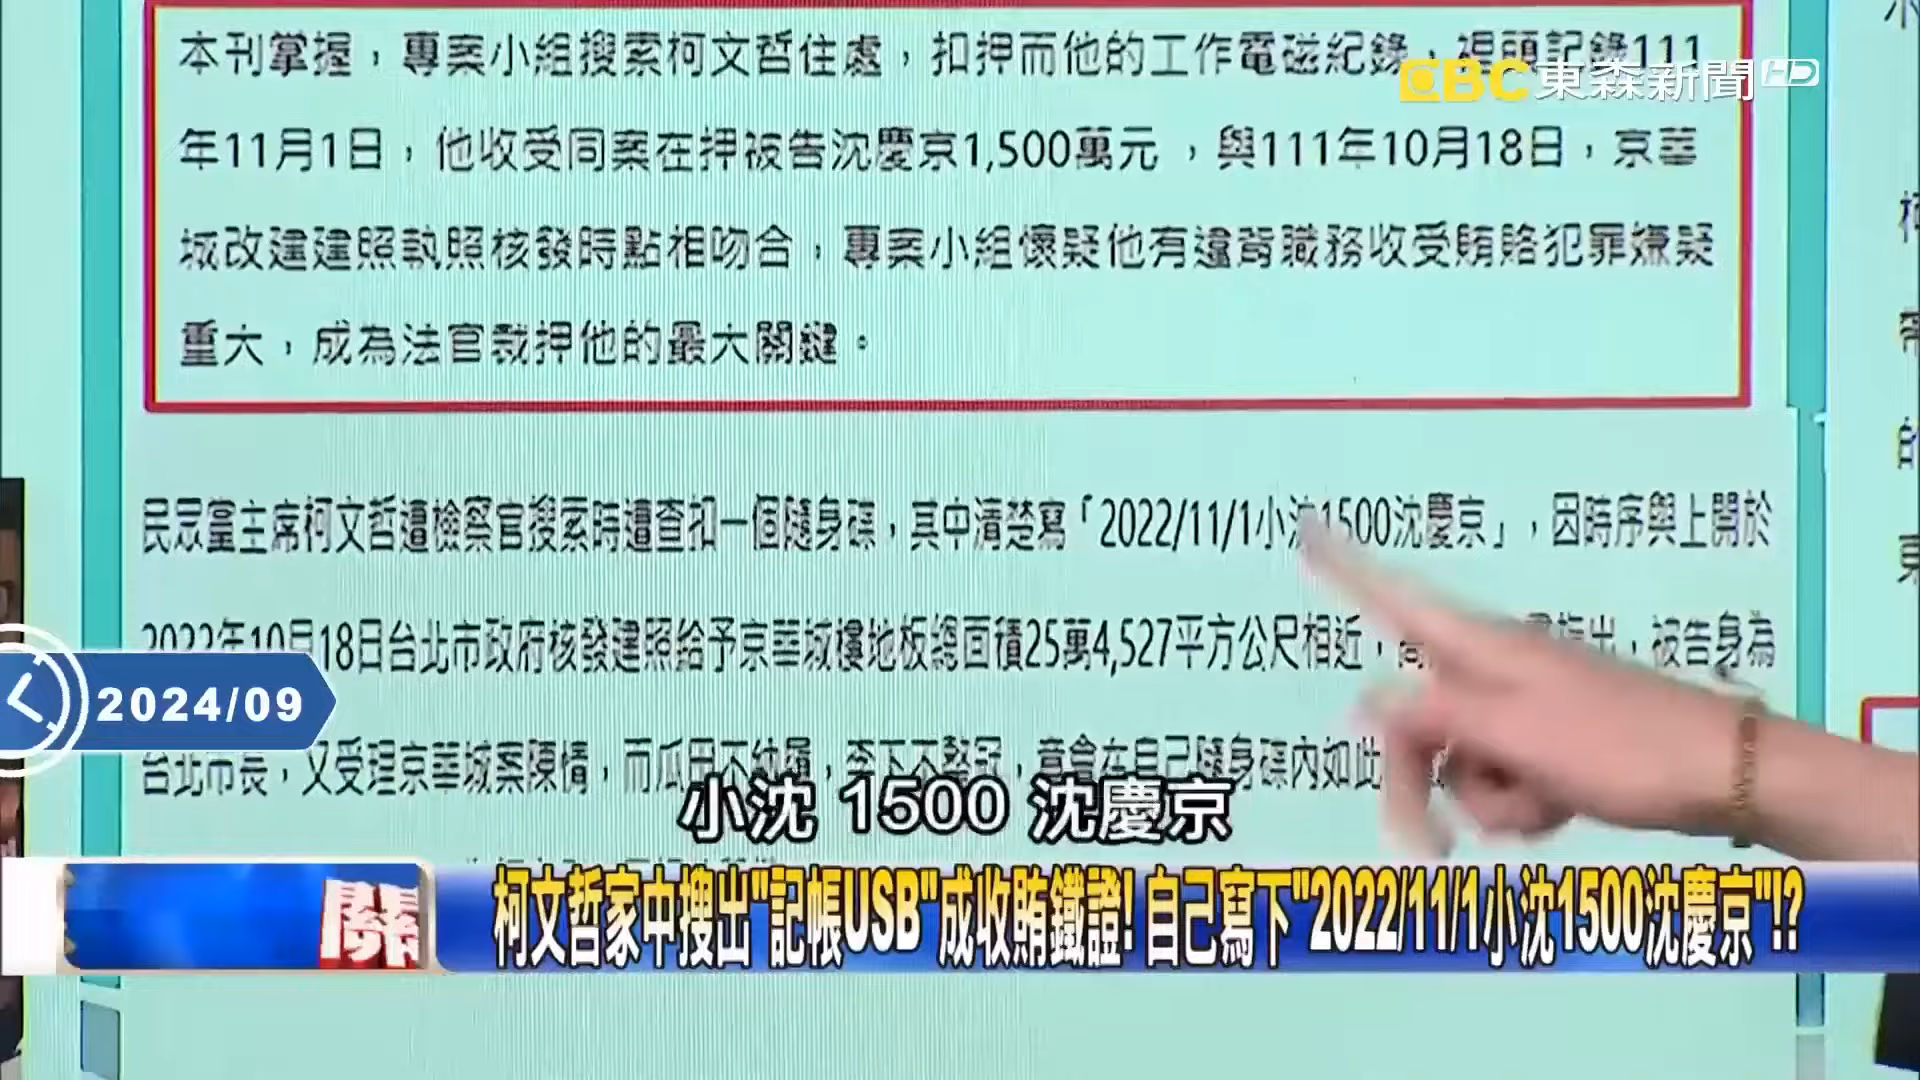 本刊掌握，專案小組搜索柯文哲住處，扣押而他的工作電磁紀錄，裡頭記錄111
EBC東森新聞HD
年11月1日，他收受同案在押被告沈慶京1,500萬元，與111年10月18日，京華
城改建建照執照核發時點相吻合，專案小組懷疑他有違背職務收受賄賂犯罪嫌疑
重大，成為法官裁押他的最大關鍵。
民眾黨主席柯文哲遭檢察官搜索時遭查扣一個隨身碟，其中清楚寫「2022/11/1小沈1500沈慶京」，因時序與上開於
2022年10月18日台北市政府核發建照給予京華城樓地板總面積25萬4,527平方公尺相近，指出，被告身為
2024/09
台北市長，又受理京華城案陳情，而瓜田不納履，李下不整冠，竟會在自己隨身碟內如此
小沈 1500 沈慶京
關
柯文哲家中搜出"記帳USB"成收賄鐵證! 自己寫下"2022/11/1小沈1500沈慶京"!?